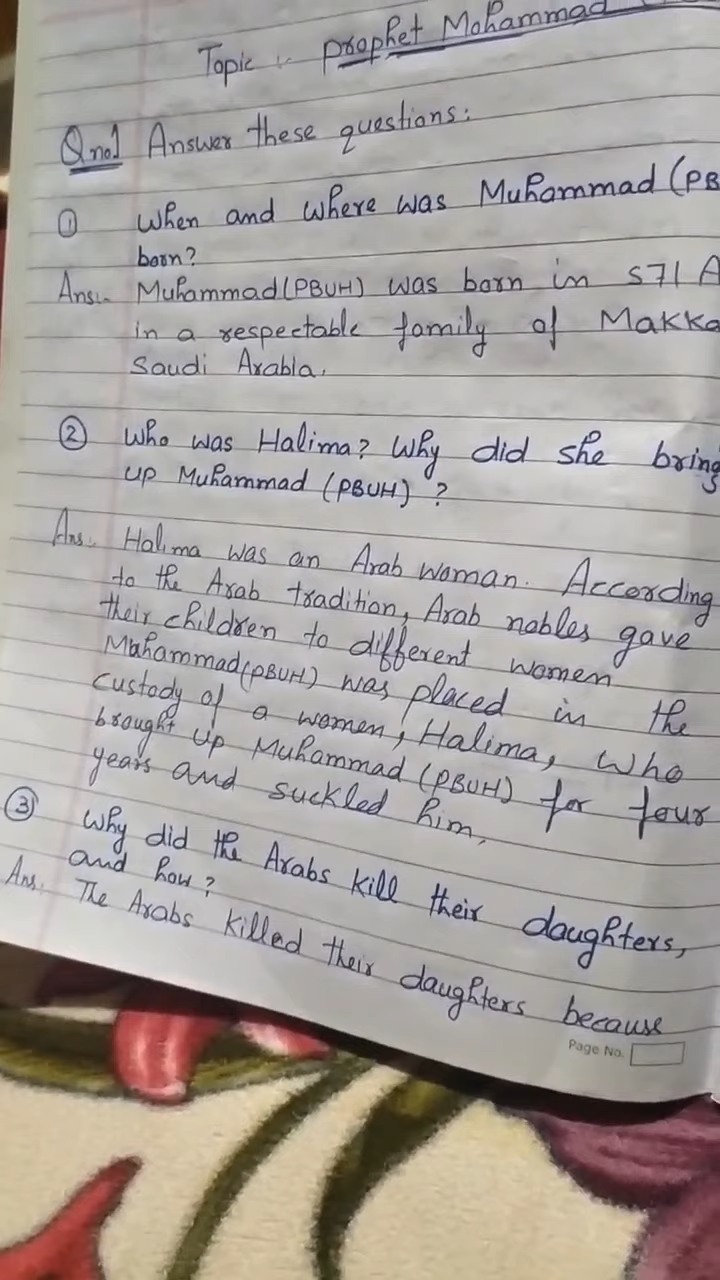 Topic :- Prophet Mohammad
Qno1 Answer these questions:
① When and where was Muhammad (PB
born?
Ans:- Muhammad (PBUH) was born in 571 A
in a respectable family of Makka
Saudi Arabia.
② Who was Halima? Why did she bring
up Muhammad (PBUH) ?
Ans:- Halima was an Arab woman. According
to the Arab tradition, Arab nobles gave
their children to different women
Muhammad (PBUH) was placed in the
custody of a women, Halima, who
brought up Muhammad (PBUH) for four
years and suckled him.
③ Why did the Arabs kill their daughters,
and how?
Ans. The Arabs killed their daughters because
Page No.